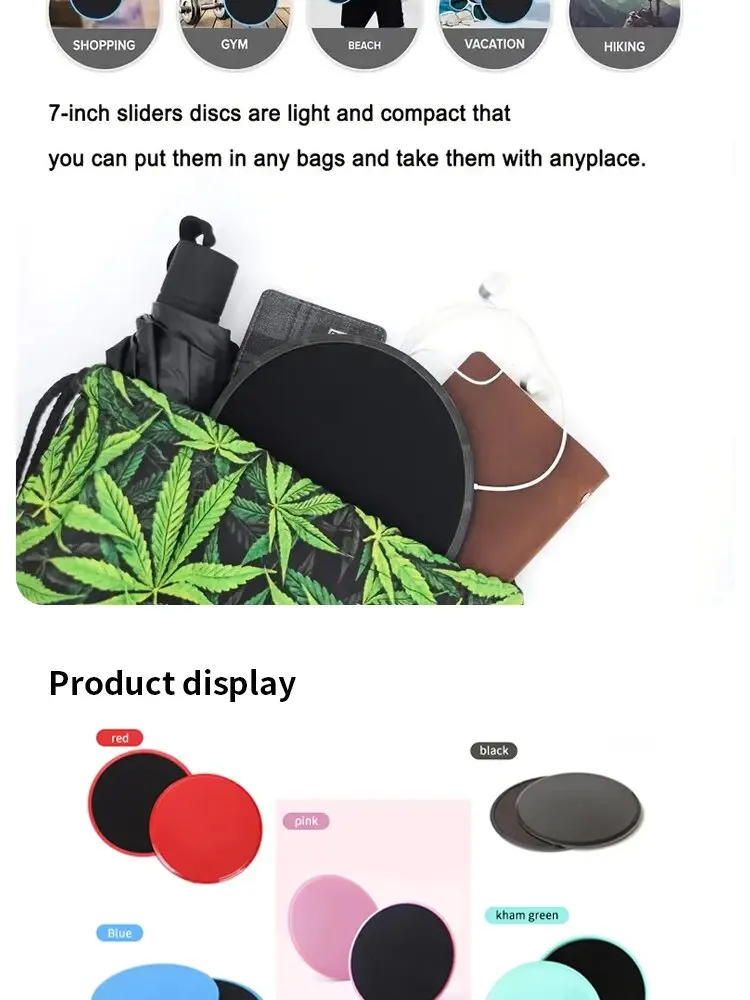 SHOPPING
GYM
BEACH
VACATION
HIKING
7-inch sliders discs are light and compact that
you can put them in any bags and take them with anyplace.
Product display
red
black
pink
kham green
Blue